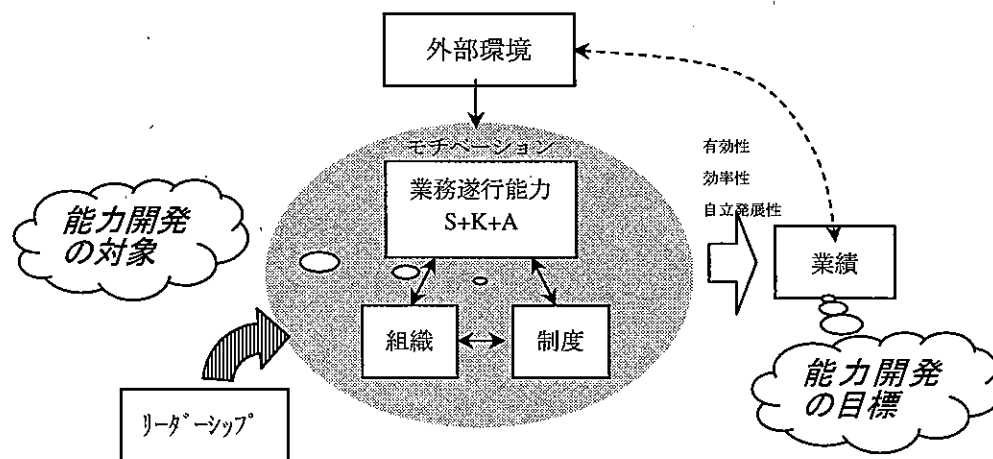 外部環境
モチベーション
業務遂行能力
S+K+A
有効性
効率性
自立発展性
能力開発
の対象
業績
組織
制度
能力開発
の目標
リーダーシップ